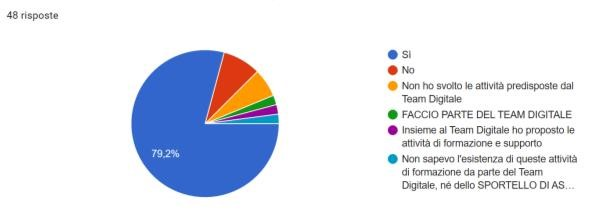 48 risposte
79,2%
Sì
No
Non ho svolto le attività predisposte dal
Team Digitale
FACCIO PARTE DEL TEAM DIGITALE
Insieme al Team Digitale ho proposto le
attività di formazione e supporto
Non sapevo l'esistenza di queste attività
di formazione da parte del Team
Digitale, né dello SPORTELLO DI AS…